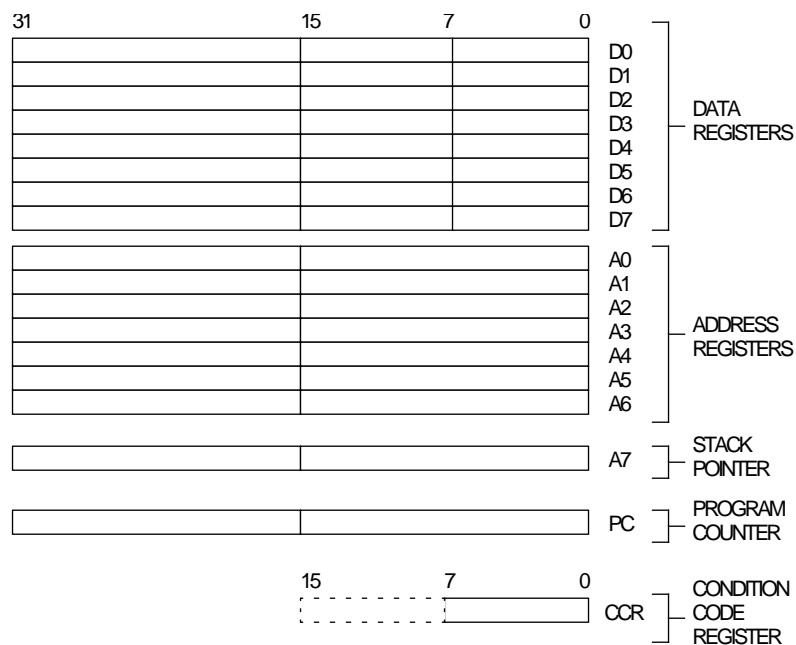 31 15 7 0
D0
D1
D2
D3
D4
D5
D6
D7
DATA
REGISTERS
A0
A1
A2
A3
A4
A5
A6
ADDRESS
REGISTERS
A7
STACK
POINTER
PC
PROGRAM
COUNTER
15 7 0
CCR
CONDITION
CODE
REGISTER